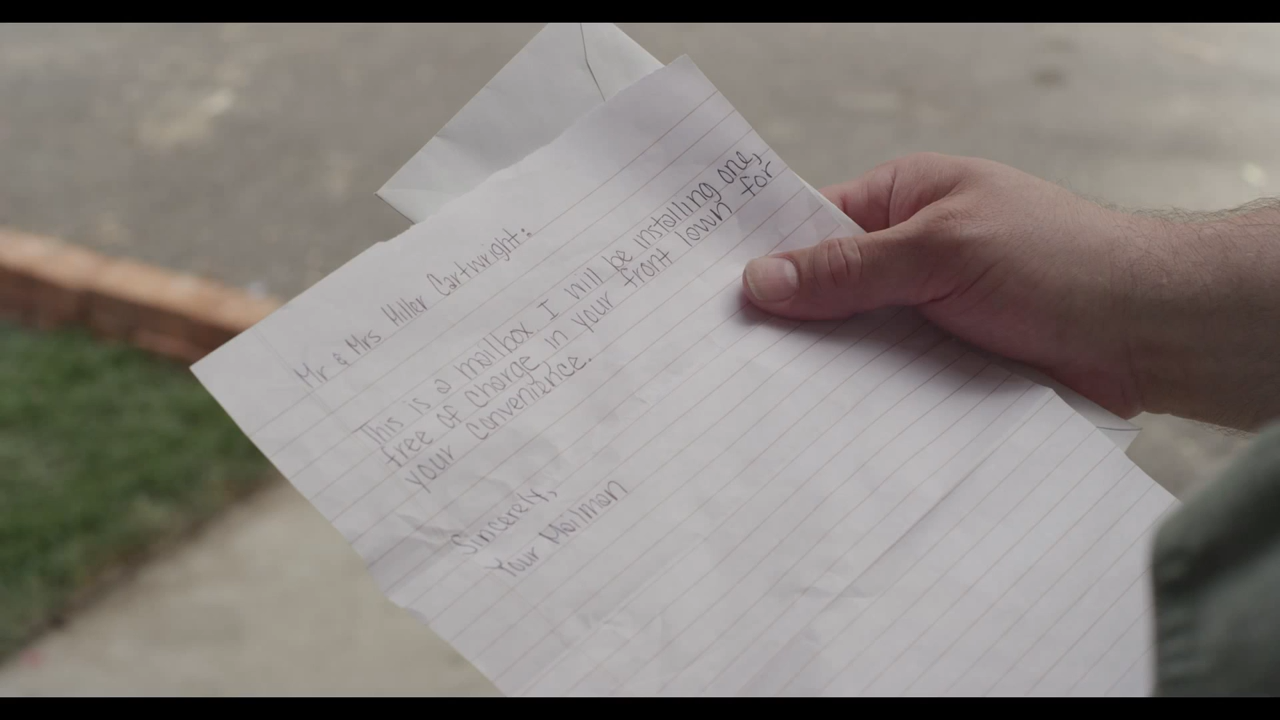 Mr & Mrs Hiller Cartwright:
This is a mailbox I will be installing one,
free of charge in your front lawn for
your convenience.
Sincerely,
Your Mailman